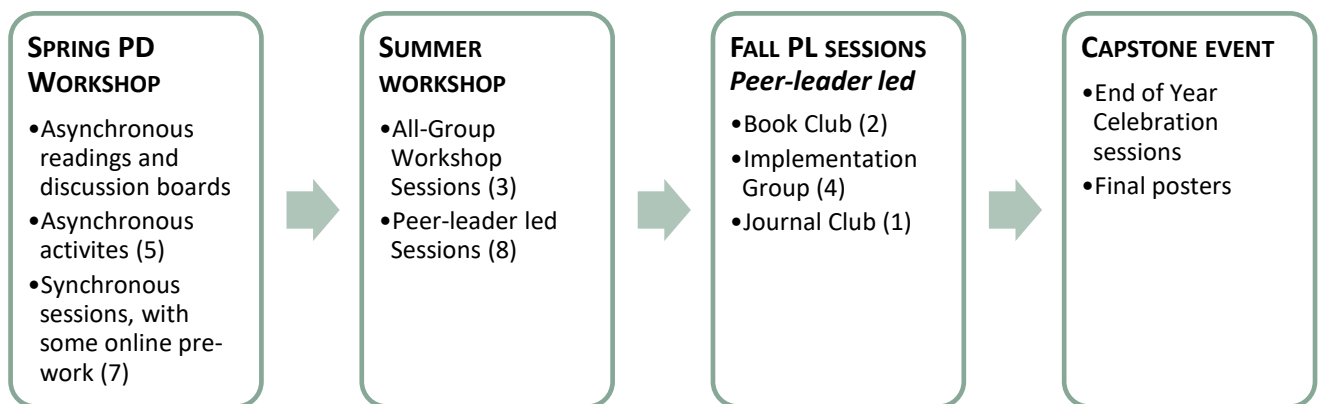 SPRING PD
WORKSHOP
•Asynchronous
readings and
discussion boards
•Asynchronous
activites (5)
•Synchronous
sessions, with
some online pre-
work (7)
SUMMER
WORKSHOP
•All-Group
Workshop
Sessions (3)
•Peer-leader led
Sessions (8)
FALL PL SESSIONS
Peer-leader led
•Book Club (2)
•Implementation
Group (4)
•Journal Club (1)
CAPSTONE EVENT
•End of Year
Celebration
sessions
•Final posters